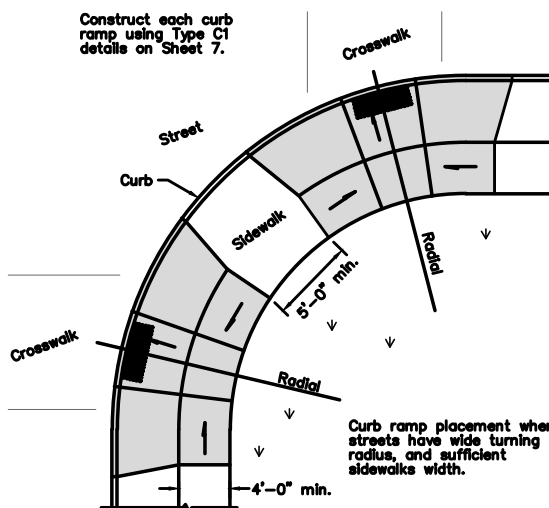 Construct each curb
ramp using Type C1
details on Sheet 7.
Crosswalk
Street
Curb
Sidewalk
Radial
5'-0" min.
Crosswalk
Radial
Curb ramp placement wher
streets have wide turning
radius, and sufficient
sidewalks width.
4'-0" min.